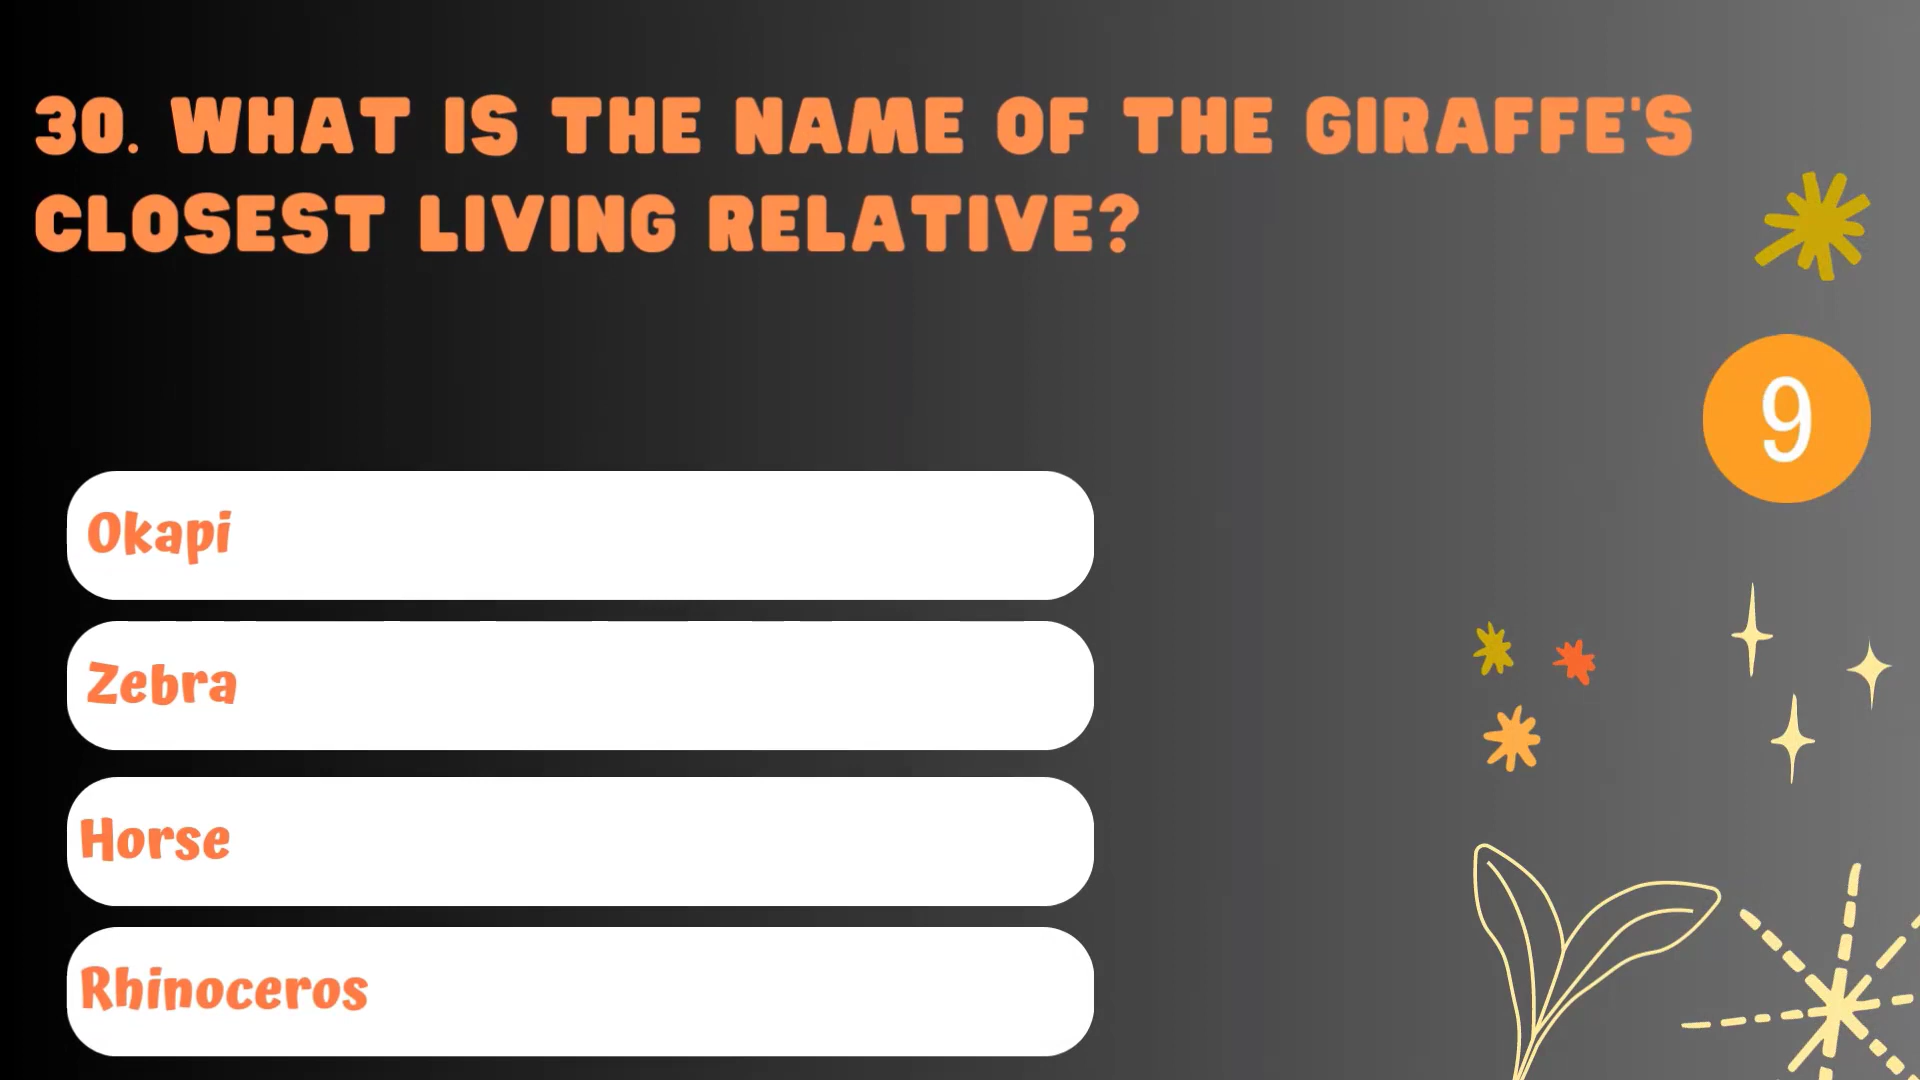 30. WHAT IS THE NAME OF THE GIRAFFE'S
CLOSEST LIVING RELATIVE?
9
Okapi
Zebra
Horse
Rhinoceros